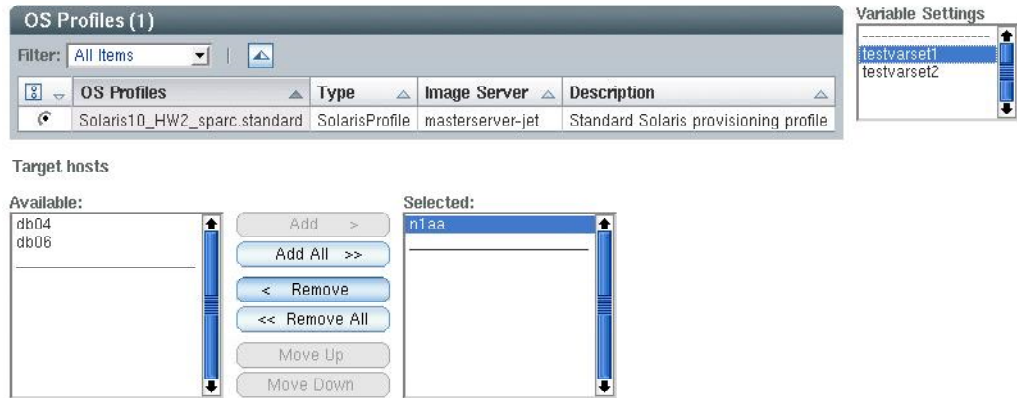 OS Profiles (1)
Variable Settings
Filter: All Items
testvarset1
testvarset2
OS Profiles Type Image Server Description
Solaris10_HW2_sparc.standard SolarisProfile masterserver-jet Standard Solaris provisioning profile
Target hosts
Available:
Selected:
db04
db06
Add >
Add All >>
< Remove
<< Remove All
Move Up
Move Down
n1aa